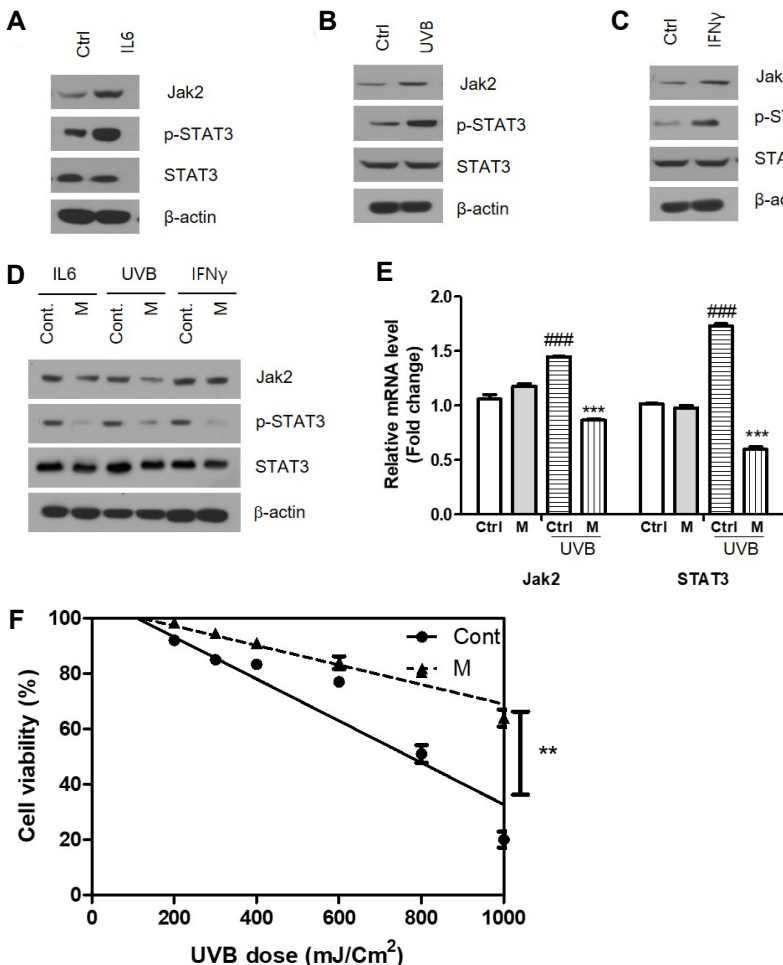 A
Ctrl
IL6
Jak2
p-STAT3
STAT3
β-actin
B
Ctrl
UVB
Jak2
p-STAT3
STAT3
β-actin
C
Ctrl
IFNγ
Jak
p-S
STA
β-a
D
IL6 UVB IFNγ
Cont. M Cont. M Cont. M
Jak2
p-STAT3
STAT3
β-actin
E
Relative mRNA level
(Fold change)
2.0
1.5
1.0
0.5
0.0
###
***
###
***
Ctrl M Ctrl M Ctrl M Ctrl M
UVB UVB
Jak2 STAT3
F
Cell viability (%)
100
80
60
40
20
0
Cont
M
**
0 200 400 600 800 1000
UVB dose (mJ/Cm²)